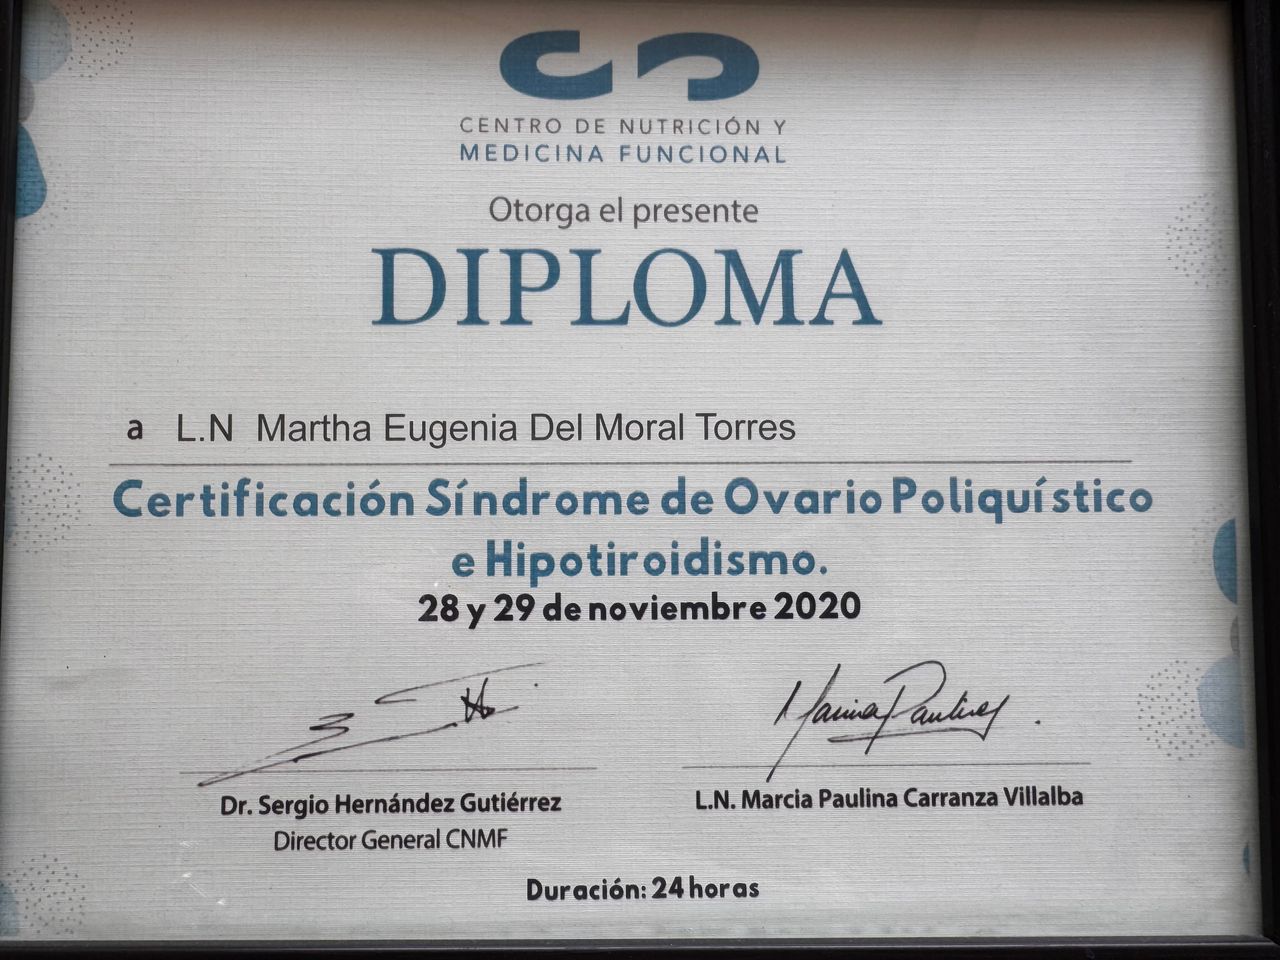 CENTRO DE NUTRICIÓN Y
MEDICINA FUNCIONAL
Otorga el presente
DIPLOMA
a L.N Martha Eugenia Del Moral Torres
Certificación Síndrome de Ovario Poliquístico
e Hipotiroidismo.
28 y 29 de noviembre 2020
Dr. Sergio Hernández Gutiérrez
Director General CNMF
L.N. Marcia Paulina Carranza Villalba
Duración: 24 horas